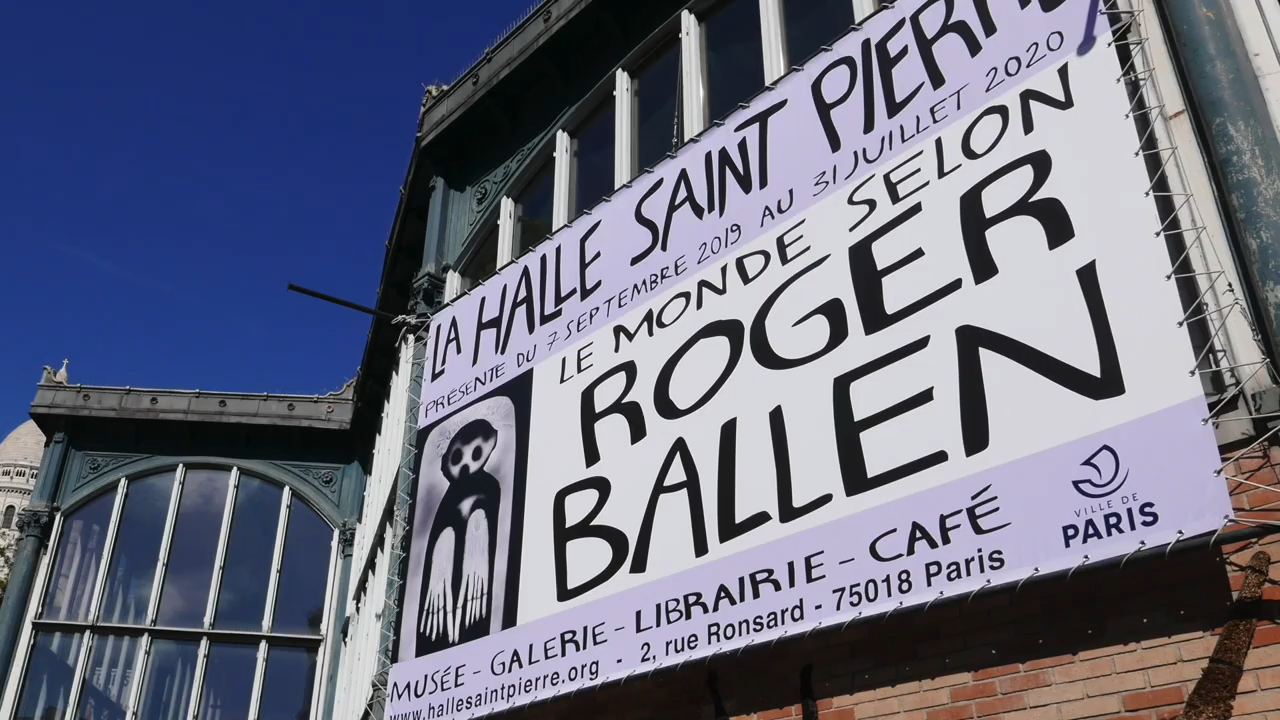 LA HALLE SAINT PIERRE
PRÉSENTE DU 7 SEPTEMBRE 2019 AU 31 JUILLET 2020
LE MONDE SELON
ROGER
BALLEN
MUSÉE - GALERIE - LIBRAIRIE - CAFÉ
www.hallesaintpierre.org - 2, rue Ronsard - 75018 Paris
VILLE DE
PARIS